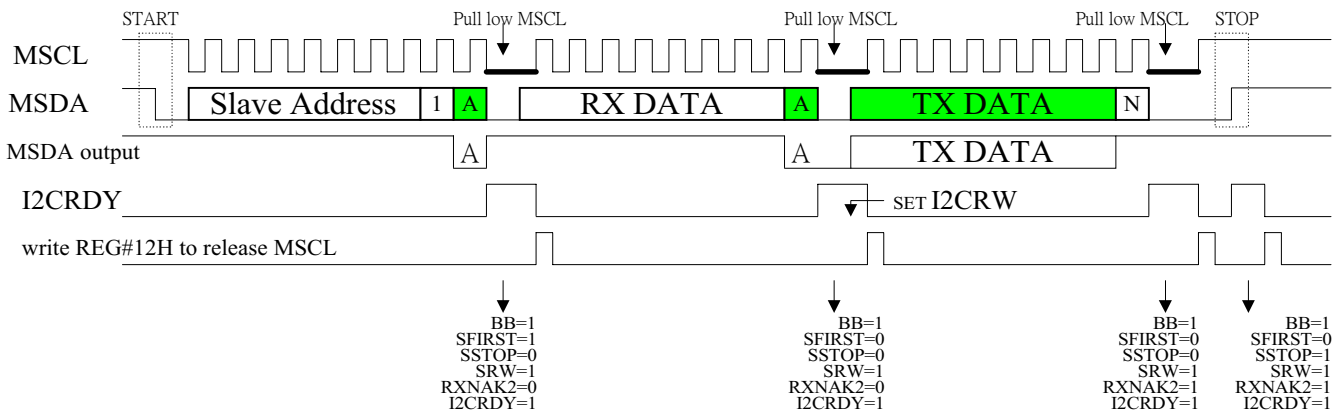 START Pull low MSCL Pull low MSCL Pull low MSCL STOP
MSCL
MSDA Slave Address 1 A RX DATA A TX DATA N
MSDA output A A TX DATA
I2CRDY SET I2CRW
write REG#12H to release MSCL
BB=1 BB=1 BB=1 BB=1
SFIRST=1 SFIRST=0 SFIRST=0 SFIRST=0
SSTOP=0 SSTOP=0 SSTOP=0 SSTOP=1
SRW=1 SRW=1 SRW=1 SRW=1
RXNAK2=0 RXNAK2=0 RXNAK2=1 RXNAK2=1
I2CRDY=1 I2CRDY=1 I2CRDY=1 I2CRDY=1